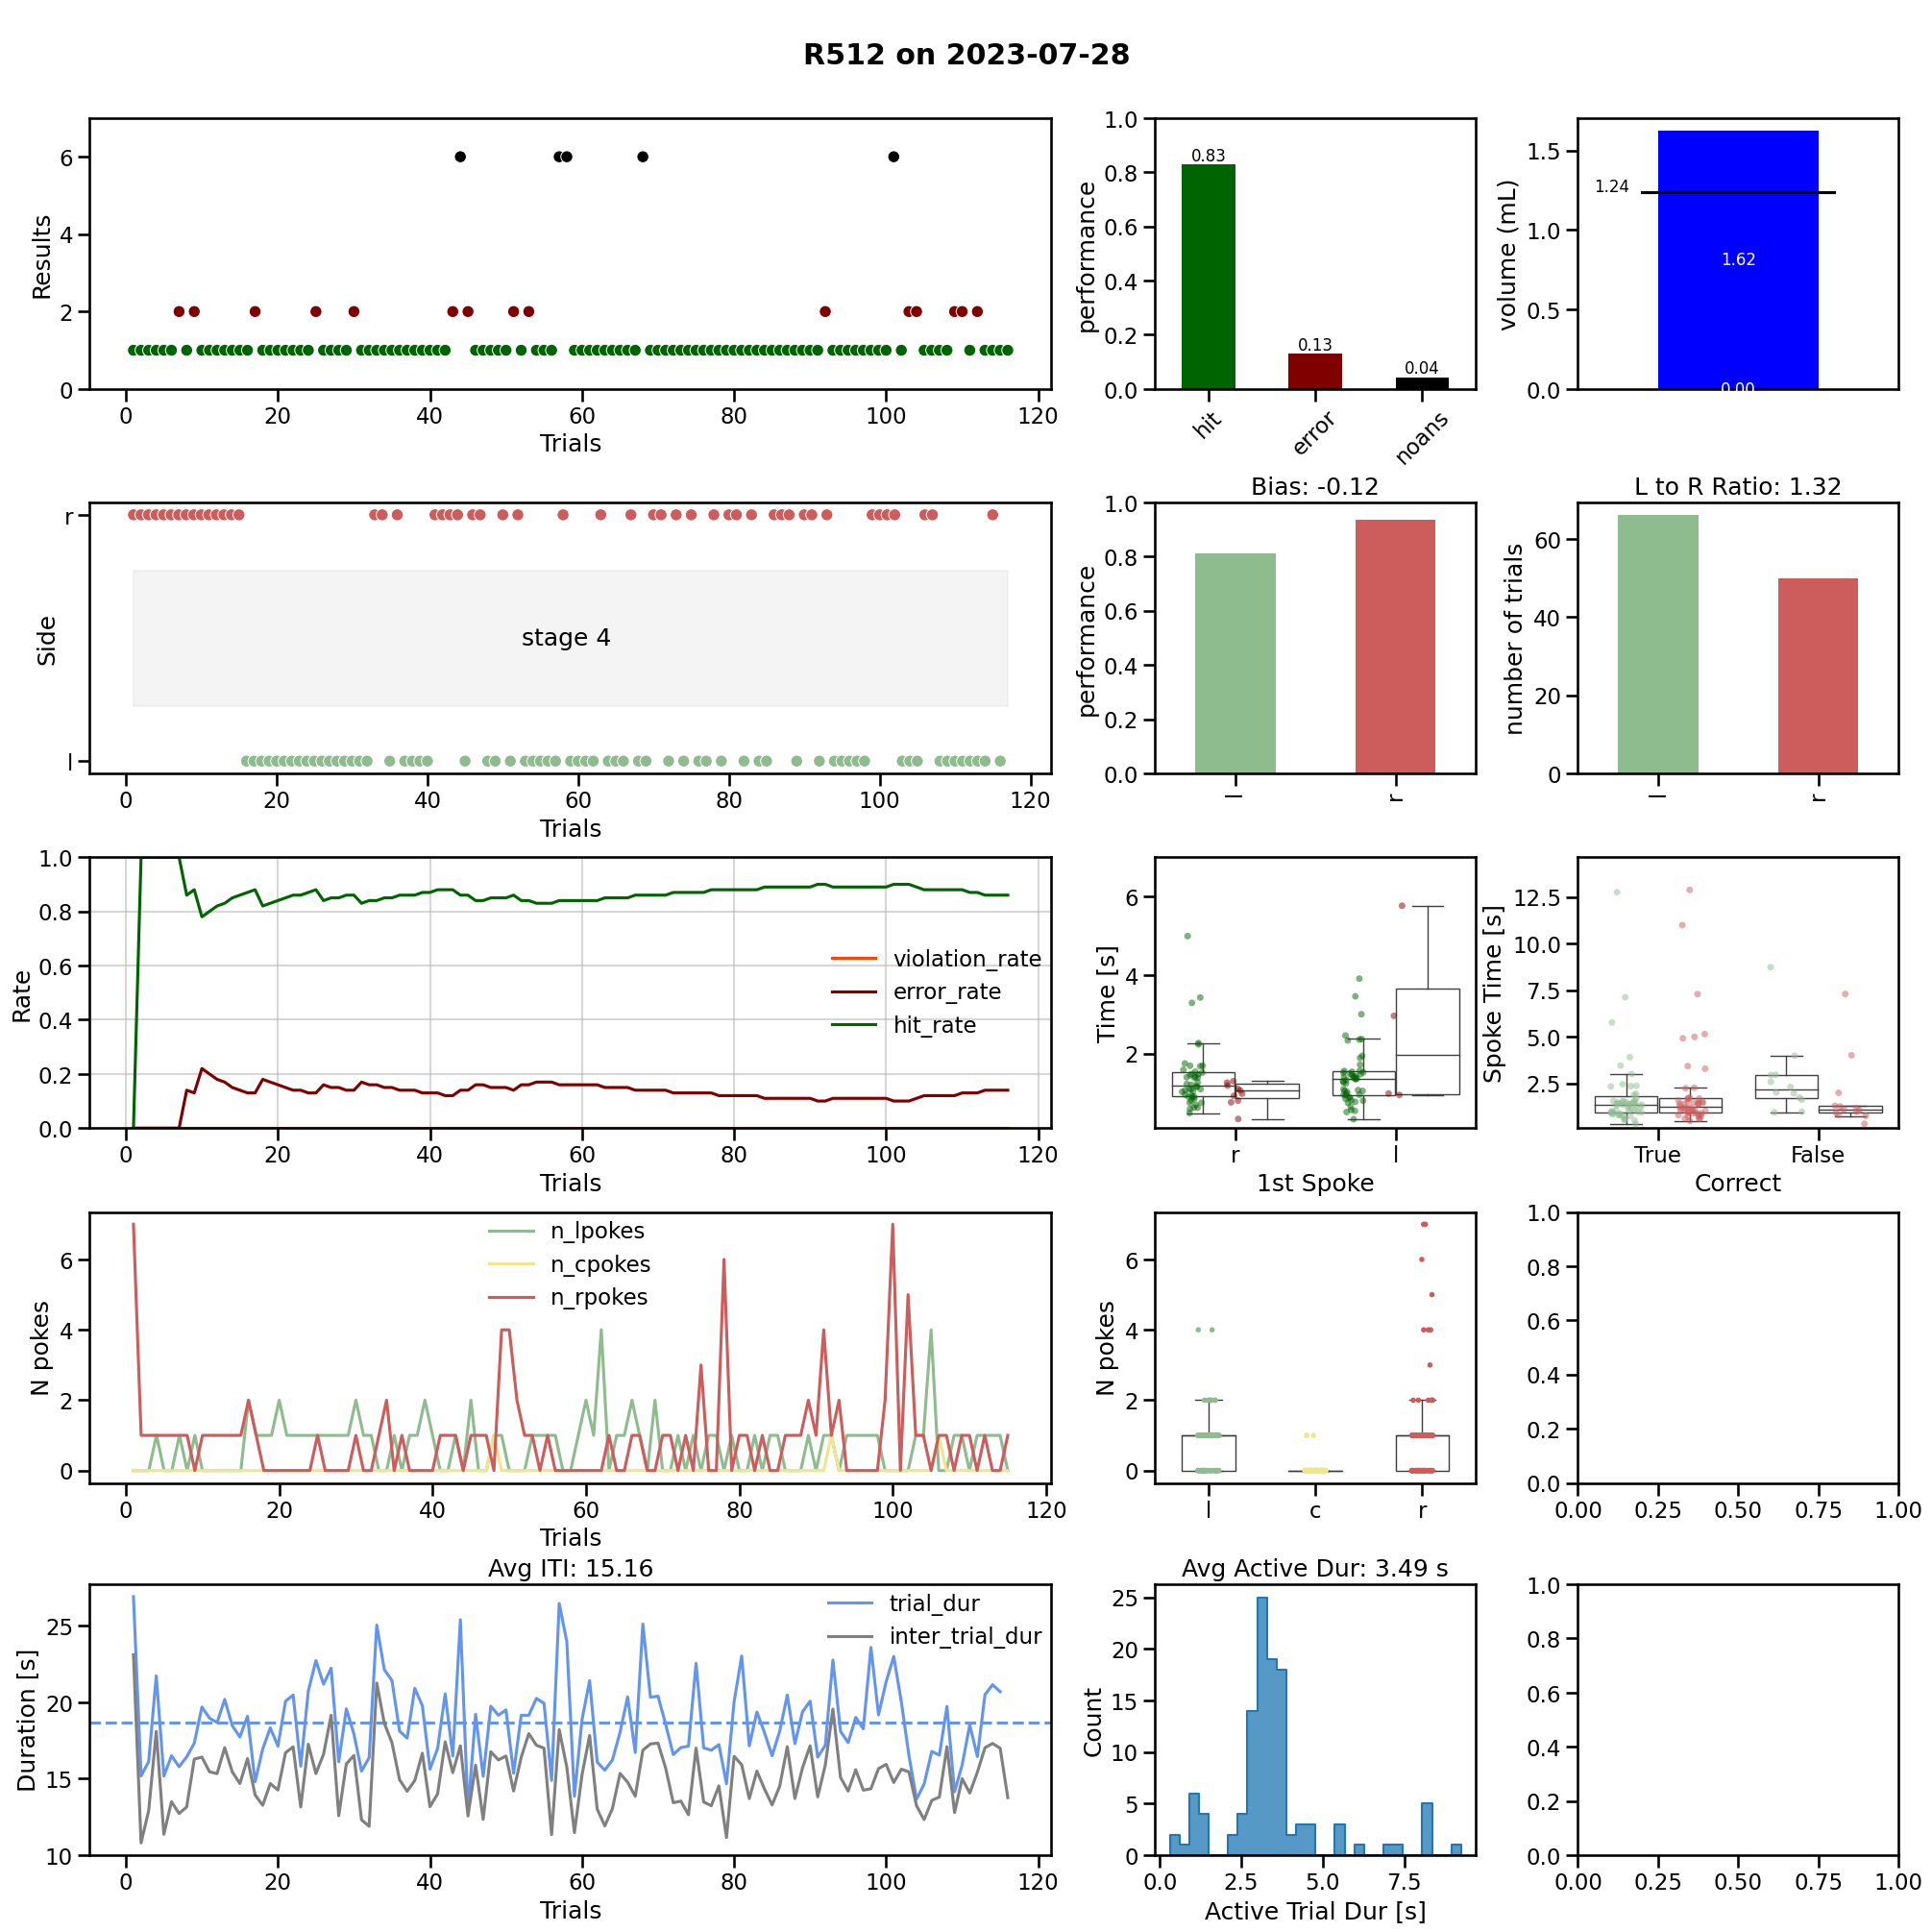 R512 on 2023-07-28
Results
6
4
2
0
0 20 40 60 80 100 120
Trials
performance
1.0
0.8
0.6
0.4
0.2
0.0
0.83
0.13
0.04
hit error noans
volume (mL)
1.5
1.0
0.5
0.0
1.24
1.62
0.00
Side
r
l
stage 4
0 20 40 60 80 100 120
Trials
Bias: -0.12
performance
1.0
0.8
0.6
0.4
0.2
0.0
l r
L to R Ratio: 1.32
number of trials
60
40
20
0
l r
Rate
1.0
0.8
0.6
0.4
0.2
0.0
violation_rate
error_rate
hit_rate
0 20 40 60 80 100 120
Trials
Time [s]
6
4
2
r l
1st Spoke
Spoke Time [s]
12.5
10.0
7.5
5.0
2.5
True False
Correct
N pokes
6
4
2
0
n_lpokes
n_cpokes
n_rpokes
0 20 40 60 80 100 120
Trials
N pokes
6
4
2
0
l c r
1.0
0.8
0.6
0.4
0.2
0.0
0.00 0.25 0.50 0.75 1.00
Avg ITI: 15.16
Duration [s]
25
20
15
10
trial_dur
inter_trial_dur
0 20 40 60 80 100 120
Trials
Avg Active Dur: 3.49 s
Count
25
20
15
10
5
0
0.0 2.5 5.0 7.5
Active Trial Dur [s]
1.0
0.8
0.6
0.4
0.2
0.0
0.00 0.25 0.50 0.75 1.00